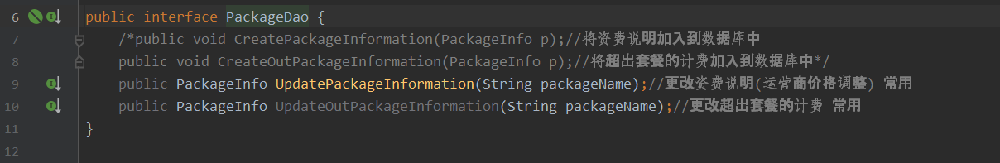 6 public interface PackageDao {
7 /*public void CreatePackageInformation(PackageInfo p);//将资费说明加入到数据库中
8 public void CreateOutPackageInformation(PackageInfo p);//将超出套餐的计费加入到数据库中*/
9 public PackageInfo UpdatePackageInformation(String packageName);//更改资费说明(运营商价格调整) 常用
10 public PackageInfo UpdateOutPackageInformation(String packageName);//更改超出套餐的计费 常用
11 }
12